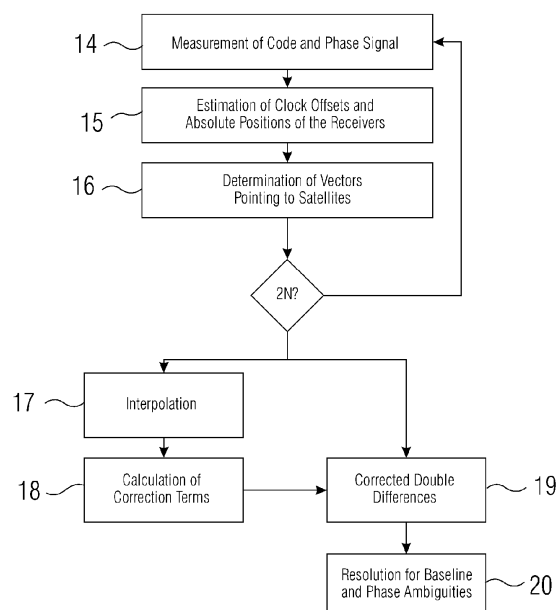 14
Measurement of Code and Phase Signal
15
Estimation of Clock Offsets and
Absolute Positions of the Receivers
16
Determination of Vectors
Pointing to Satellites
2N?
17
Interpolation
18
Calculation of
Correction Terms
Corrected Double
Differences
19
Resolution for Baseline
and Phase Ambiguities
20